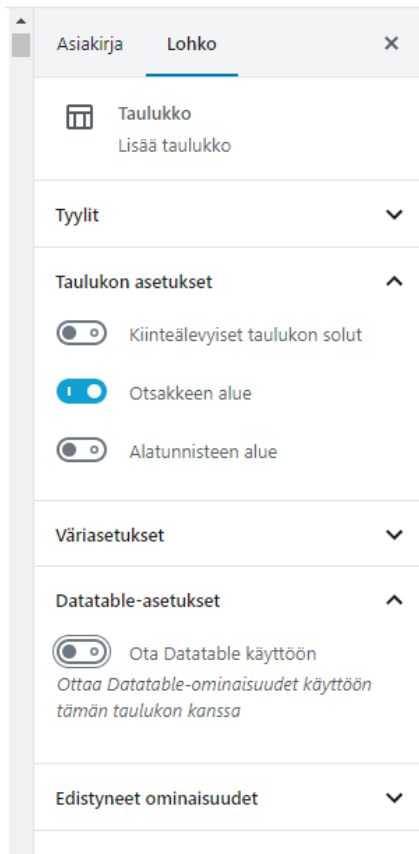 Asiakirja Lohko
Taulukko
Lisää taulukko
Tyylit
Taulukon asetukset
Kiinteälevyiset taulukon solut
Otsakkeen alue
Alatunnisteen alue
Väriasetukset
Datatable-asetukset
Ota Datatable käyttöön
Ottaa Datatable-ominaisuudet käyttöön
tämän taulukon kanssa
Edistyneet ominaisuudet